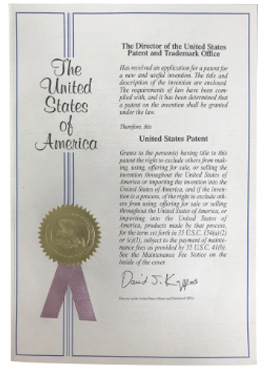 The
United
States
of
America
The Director of the United States
Patent and Trademark Office
Has received an application for a patent for
a new and useful invention. The title and
description of the invention are enclosed.
The requirements of law have been com-
plied with, and it has been determined that
a patent on the invention shall be granted
under the law.
Therefore, this
United States Patent
Grants to the person(s) having title to this
patent the right to exclude others from mak-
ing, using, offering for sale, or selling the
invention throughout the United States of
America or importing the invention into the
United States of America, and if the inven-
tion is a process, of the right to exclude oth-
ers from using, offering for sale or selling
throughout the United States of America, or
importing into the United States of
America, products made by that process,
for the term set forth in 35 U.S.C. 154(a)(2)
or (c)(1), subject to the payment of mainte-
nance fees as provided by 35 U.S.C. 41(b).
See the Maintenance Fee Notice on the
inside of the cover.
David J. Kappos
Director of the United States Patent and Trademark Office